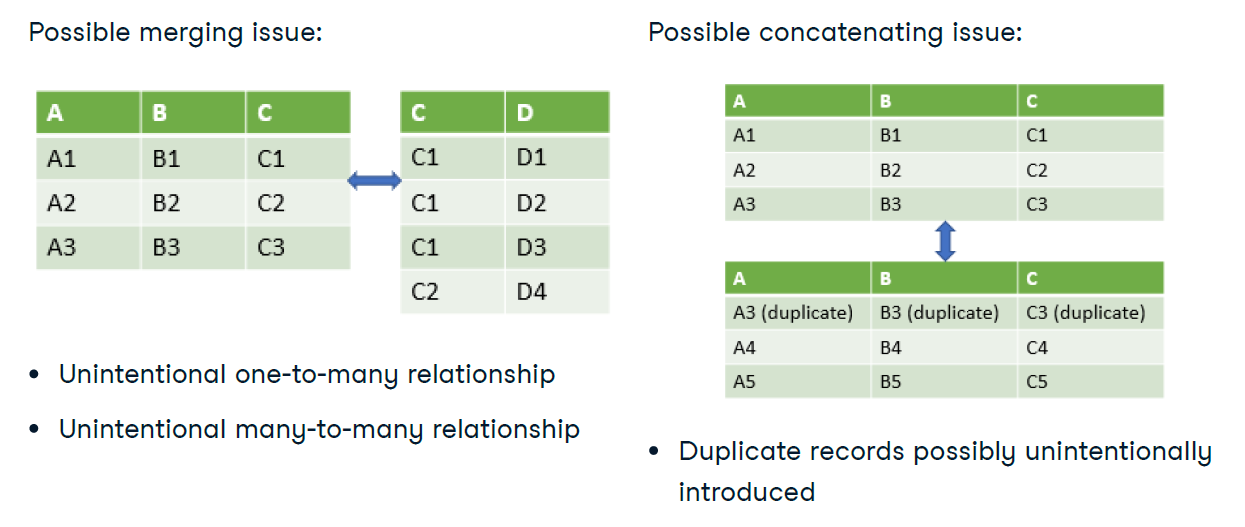 Possible merging issue:
A B C
A1 B1 C1
A2 B2 C2
A3 B3 C3
C D
C1 D1
C1 D2
C1 D3
C2 D4
• Unintentional one-to-many relationship
• Unintentional many-to-many relationship
Possible concatenating issue:
A B C
A1 B1 C1
A2 B2 C2
A3 B3 C3
A B C
A3 (duplicate) B3 (duplicate) C3 (duplicate)
A4 B4 C4
A5 B5 C5
• Duplicate records possibly unintentionally
introduced